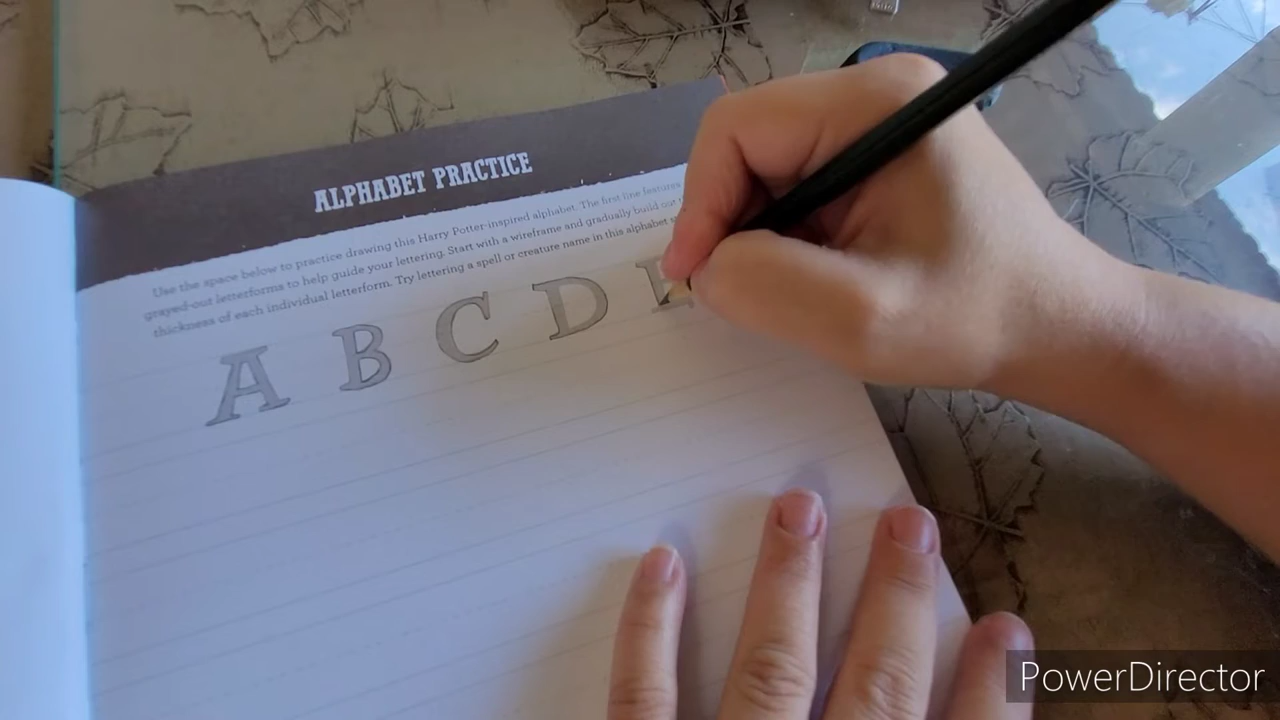 ALPHABET PRACTICE
Use the space below to practice drawing this Harry Potter-inspired alphabet. The first line features
grayed-out letterforms to help guide your lettering. Start with a wireframe and gradually build out
thickness of each individual letterform. Try lettering a spell or creature name in this alphabet
A B C D
PowerDirector